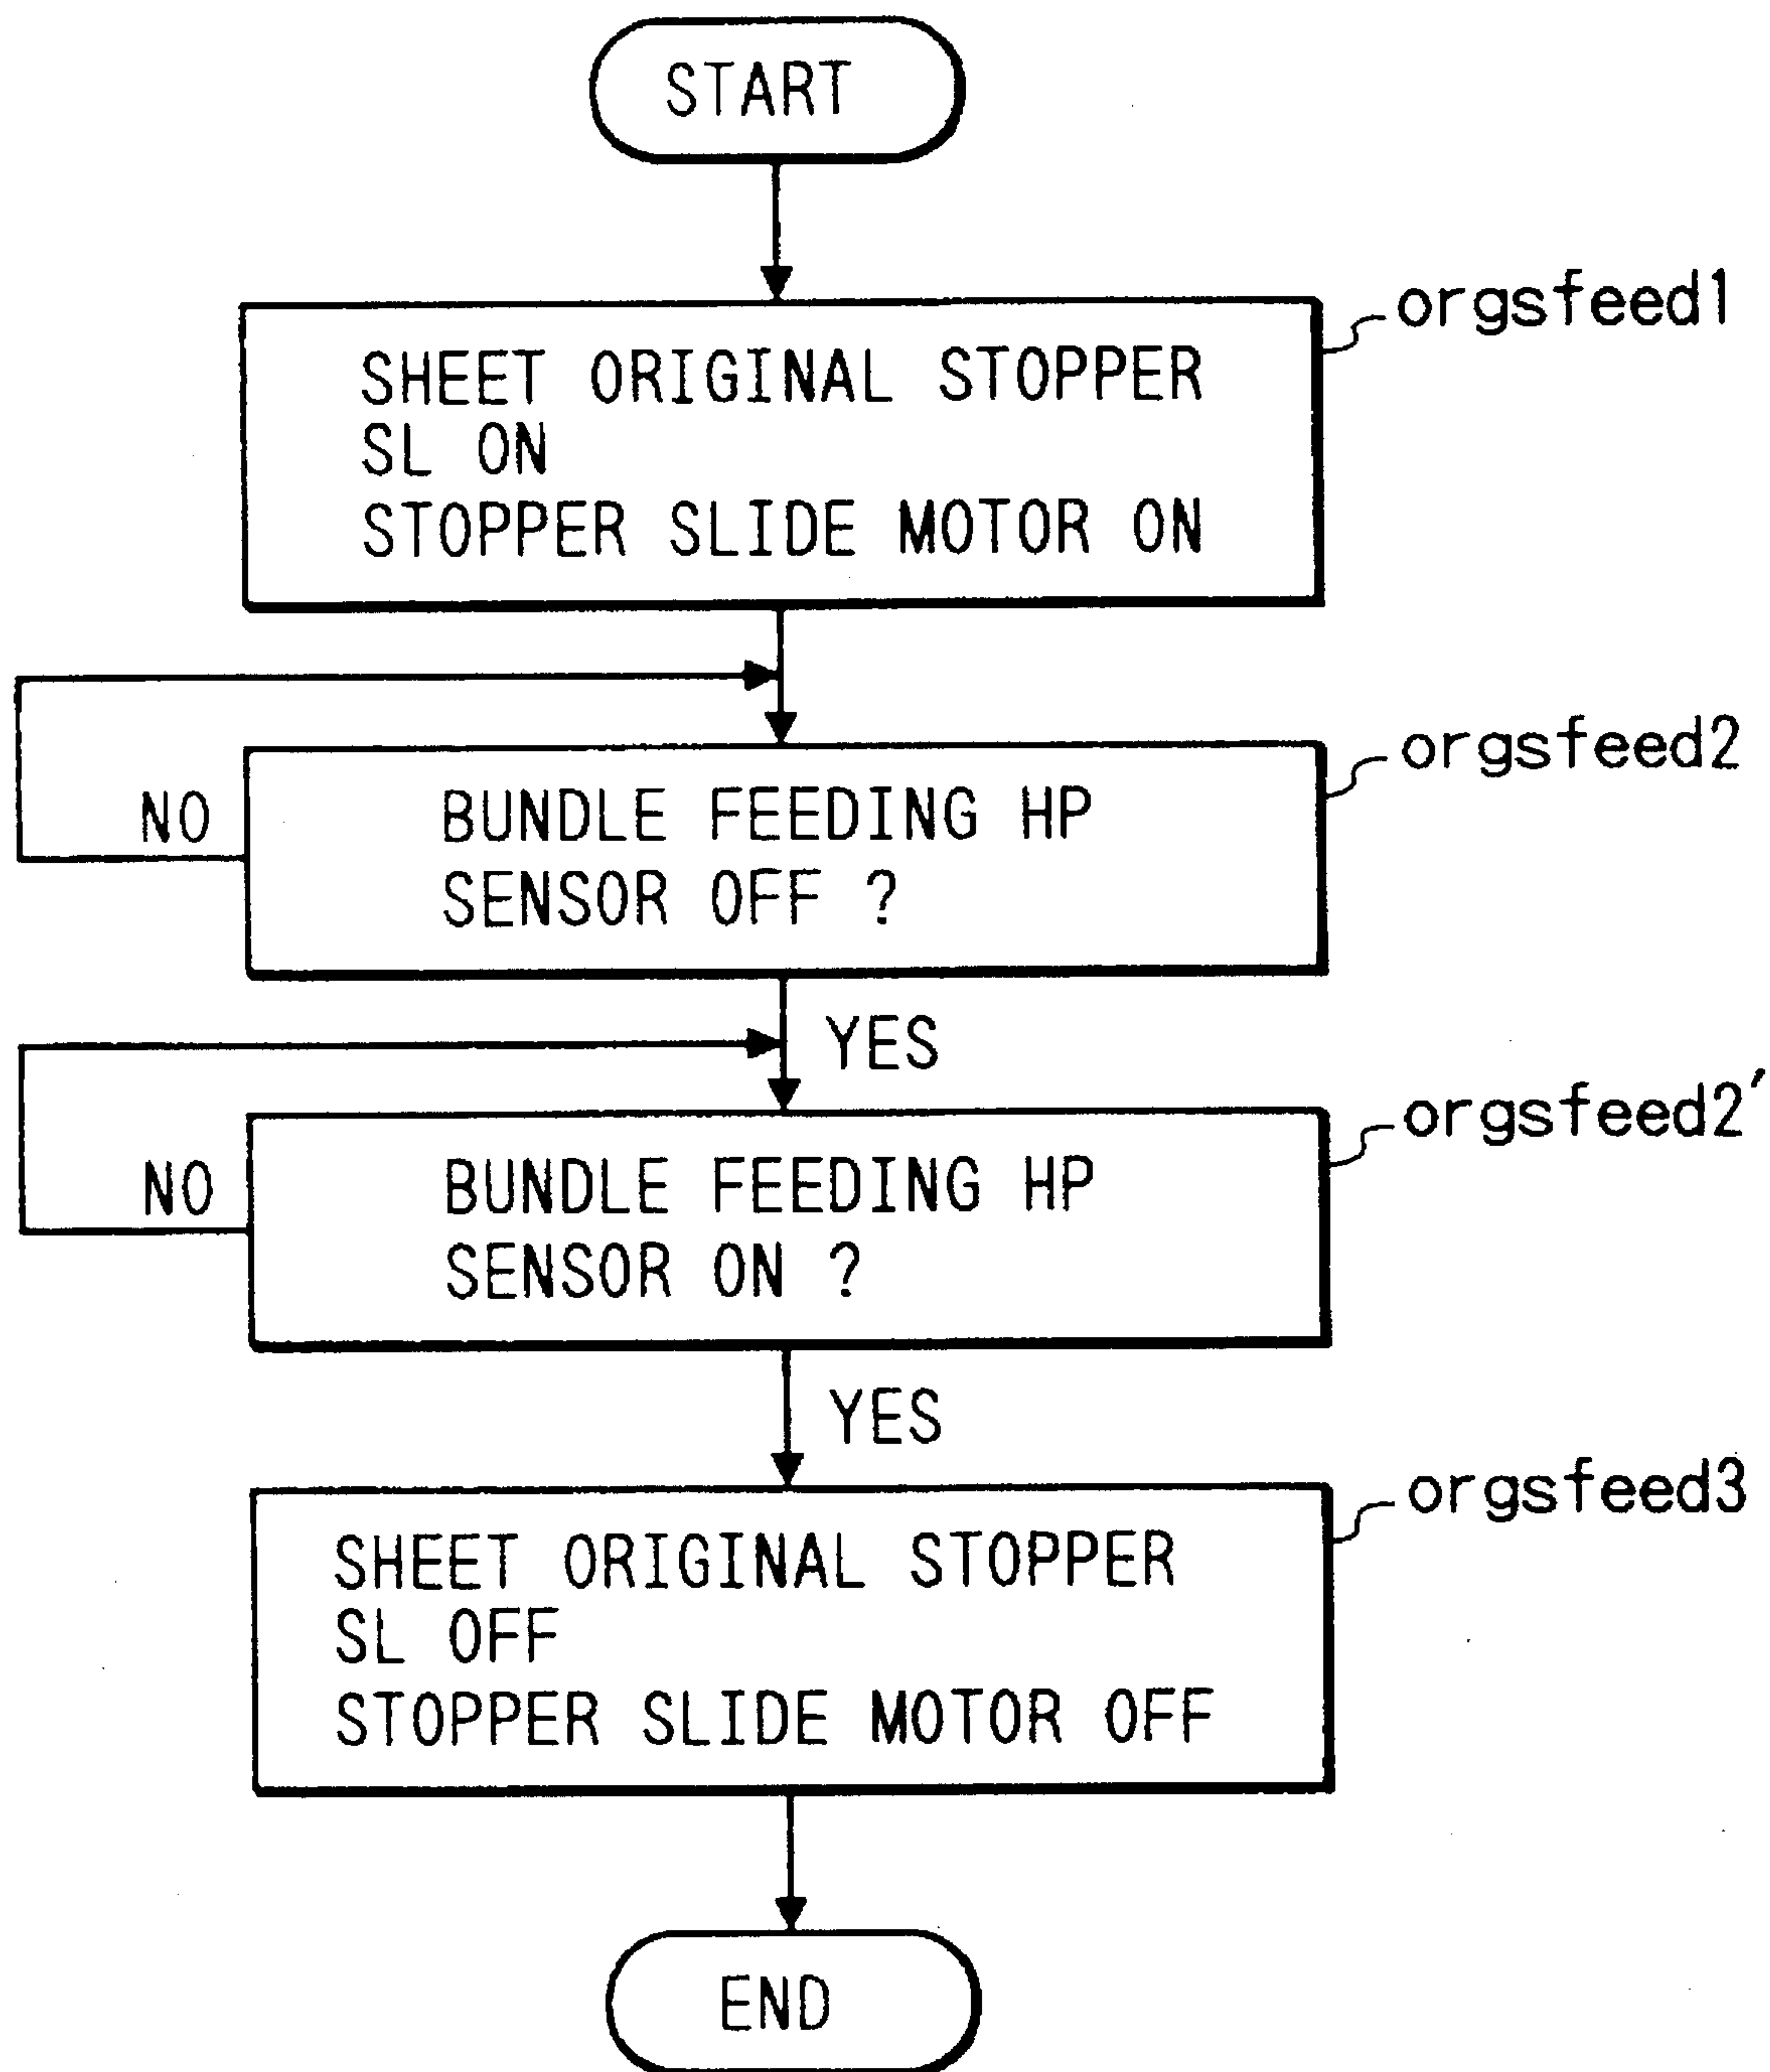 START
orgsfeed1
SHEET ORIGINAL STOPPER
SL ON
STOPPER SLIDE MOTOR ON
orgsfeed2
NO
BUNDLE FEEDING HP
SENSOR OFF ?
YES
orgsfeed2'
NO
BUNDLE FEEDING HP
SENSOR ON ?
YES
orgsfeed3
SHEET ORIGINAL STOPPER
SL OFF
STOPPER SLIDE MOTOR OFF
END